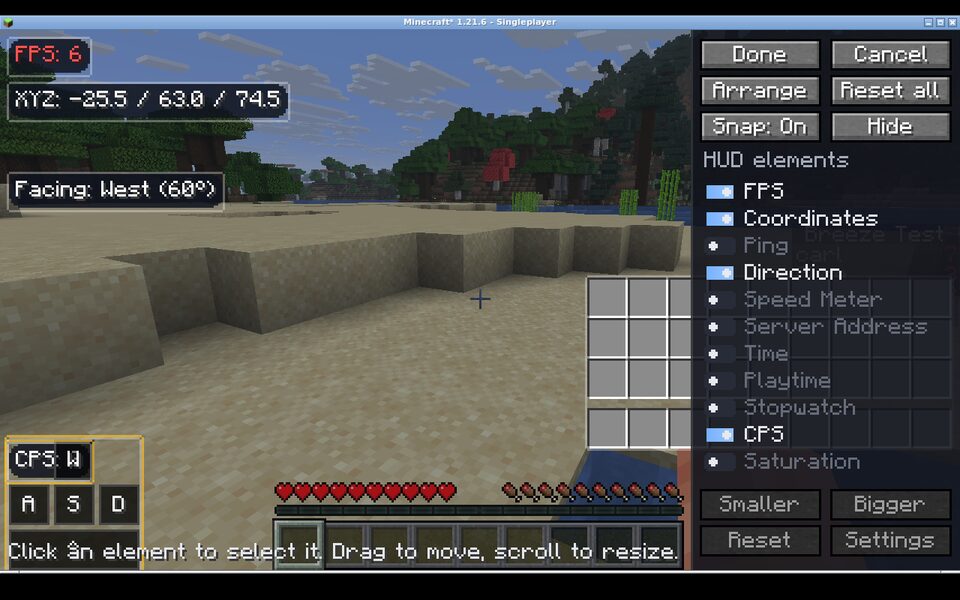 Minecraft* 1.21.6 - Singleplayer
FPS: 6
XYZ: -25.5 / 63.0 / 74.5
Facing: West (60°)
CPS: W
A S D
Click an element to select it. Drag to move, scroll to resize.
Done Cancel
Arrange Reset all
Snap: On Hide
HUD elements
FPS
Coordinates
Ping
Direction
Speed Meter
Server Address
Time
Playtime
Stopwatch
CPS
Saturation
Smaller Bigger
Reset Settings